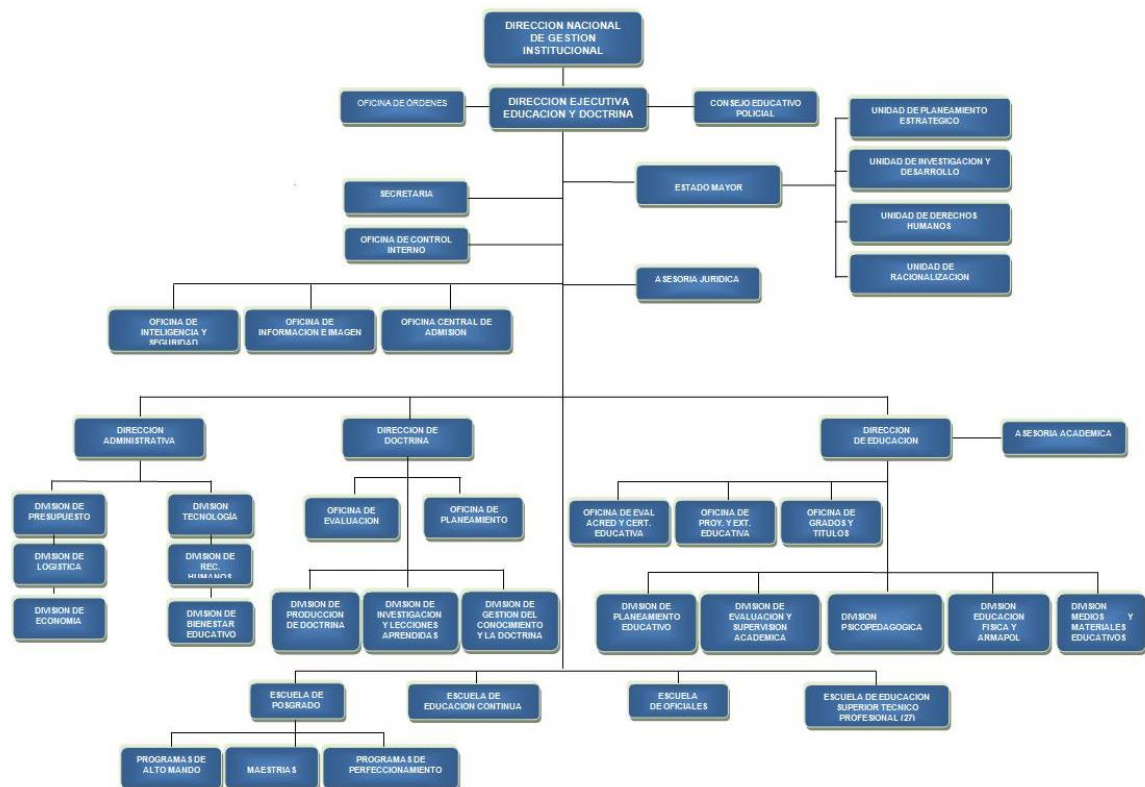 DIRECCION NACIONAL
DE GESTION
INSTITUCIONAL
OFICINA DE ÓRDENES
DIRECCION EJECUTIVA
EDUCACION Y DOCTRINA
CONSEJO EDUCATIVO
POLICIAL
UNIDAD DE PLANEAMIENTO
ESTRATEGICO
UNIDAD DE INVESTIGACION Y
DESARROLLO
SECRETARIA
ESTADO MAYOR
UNIDAD DE DERECHOS
HUMANOS
OFICINA DE CONTROL
INTERNO
UNIDAD DE
RACIONALIZACION
ASESORIA JURIDICA
OFICINA DE
INTELIGENCIA Y
SEGURIDAD
OFICINA DE
INFORMACION E IMAGEN
OFICINA CENTRAL DE
ADMISION
DIRECCION
ADMINISTRATIVA
DIRECCION DE
DOCTRINA
DIRECCION
DE EDUCACION
ASESORIA ACADEMICA
DIVISION DE
PRESUPUESTO
DIVISION
TECNOLOGÍA
OFICINA DE
EVALUACION
OFICINA DE
PLANEAMIENTO
OFICINA DE EVAL
ACRED Y CERT.
EDUCATIVA
OFICINA DE
PROY. Y EXT.
EDUCATIVA
OFICINA DE
GRADOS Y
TITULOS
DIVISION DE
LOGISTICA
DIVISION DE
REC.
HUMANOS
DIVISION DE
ECONOMIA
DIVISION DE
BIENESTAR
EDUCATIVO
DIVISION DE
PRODUCCION
DE DOCTRINA
DIVISION DE
INVESTIGACION
Y LECCIONES
APRENDIDAS
DIVISION DE
GESTION DEL
CONOCIMIENTO
Y LA DOCTRINA
DIVISION DE
PLANEAMIENTO
EDUCATIVO
DIVISION DE
EVALUACION Y
SUPERVISION
ACADEMICA
DIVISION
PSICOPEDAGOGICA
DIVISION
EDUCACION
FISICA Y
ARMAPOL
DIVISION
MEDIOS Y
MATERIALES
EDUCATIVOS
ESCUELA DE
POSGRADO
ESCUELA DE
EDUCACION CONTINUA
ESCUELA
DE OFICIALES
ESCUELA DE EDUCACION
SUPERIOR TECNICO
PROFESIONAL (27)
PROGRAMAS DE
ALTO MANDO
MAESTRIAS
PROGRAMAS DE
PERFECCIONAMIENTO